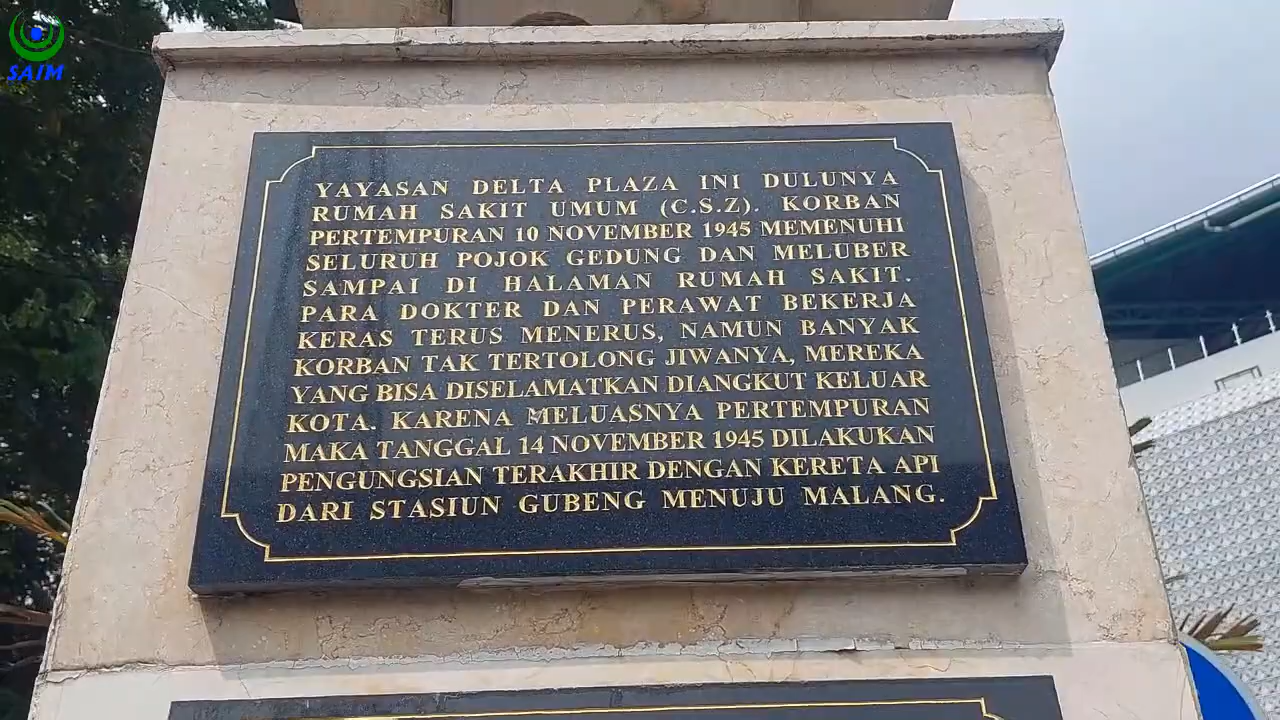 SAIM
YAYASAN DELTA PLAZA INI DULUNYA
RUMAH SAKIT UMUM (C.S.Z). KORBAN
PERTEMPURAN 10 NOVEMBER 1945 MEMENUHI
SELURUH POJOK GEDUNG DAN MELUBER
SAMPAI DI HALAMAN RUMAH SAKIT.
PARA DOKTER DAN PERAWAT BEKERJA
KERAS TERUS MENERUS, NAMUN BANYAK
KORBAN TAK TERTOLONG JIWANYA, MEREKA
YANG BISA DISELAMATKAN DIANGKUT KELUAR
KOTA. KARENA MELUASNYA PERTEMPURAN
MAKA TANGGAL 14 NOVEMBER 1945 DILAKUKAN
PENGUNGSIAN TERAKHIR DENGAN KERETA API
DARI STASIUN GUBENG MENUJU MALANG.